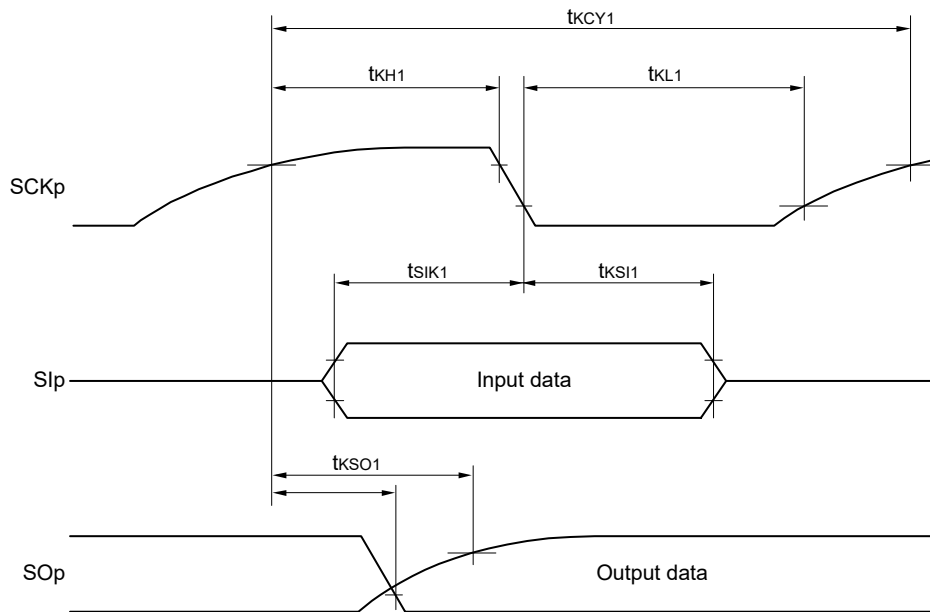 tKCY1
tKH1 tKL1
SCKp
tSIK1 tKSI1
SIp Input data
tKSO1
SOp Output data